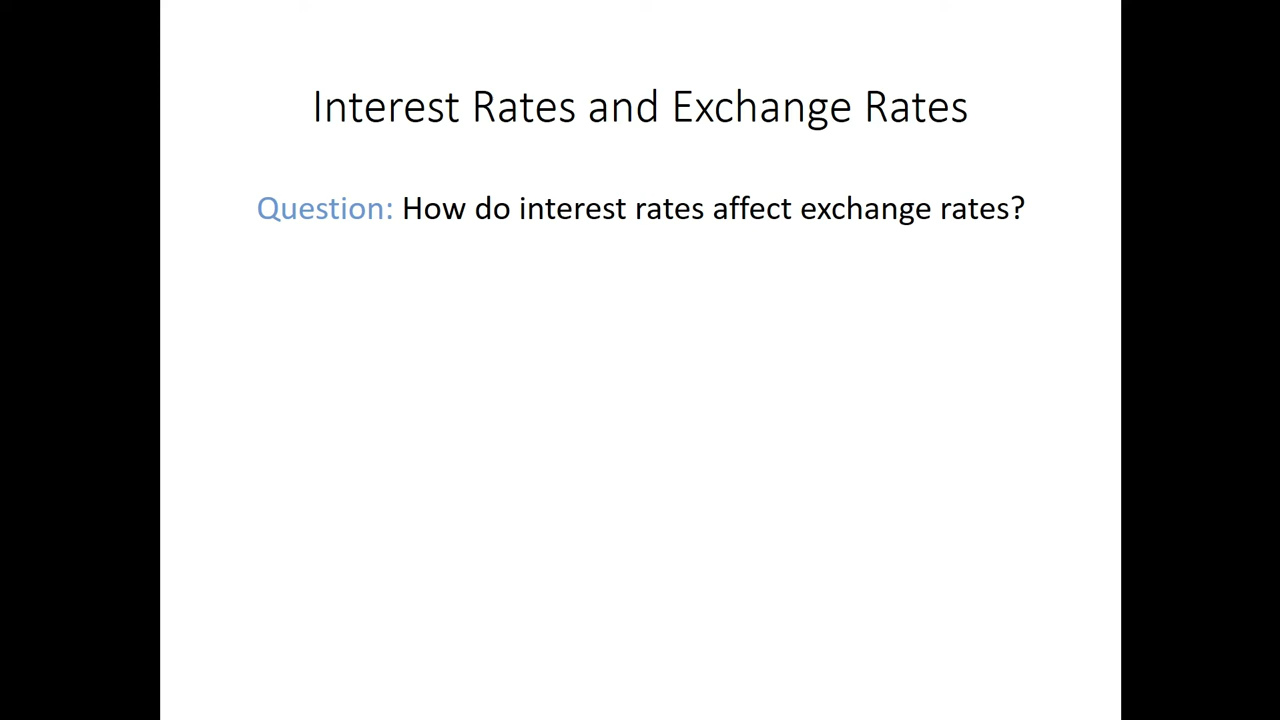 Interest Rates and Exchange Rates
Question: How do interest rates affect exchange rates?